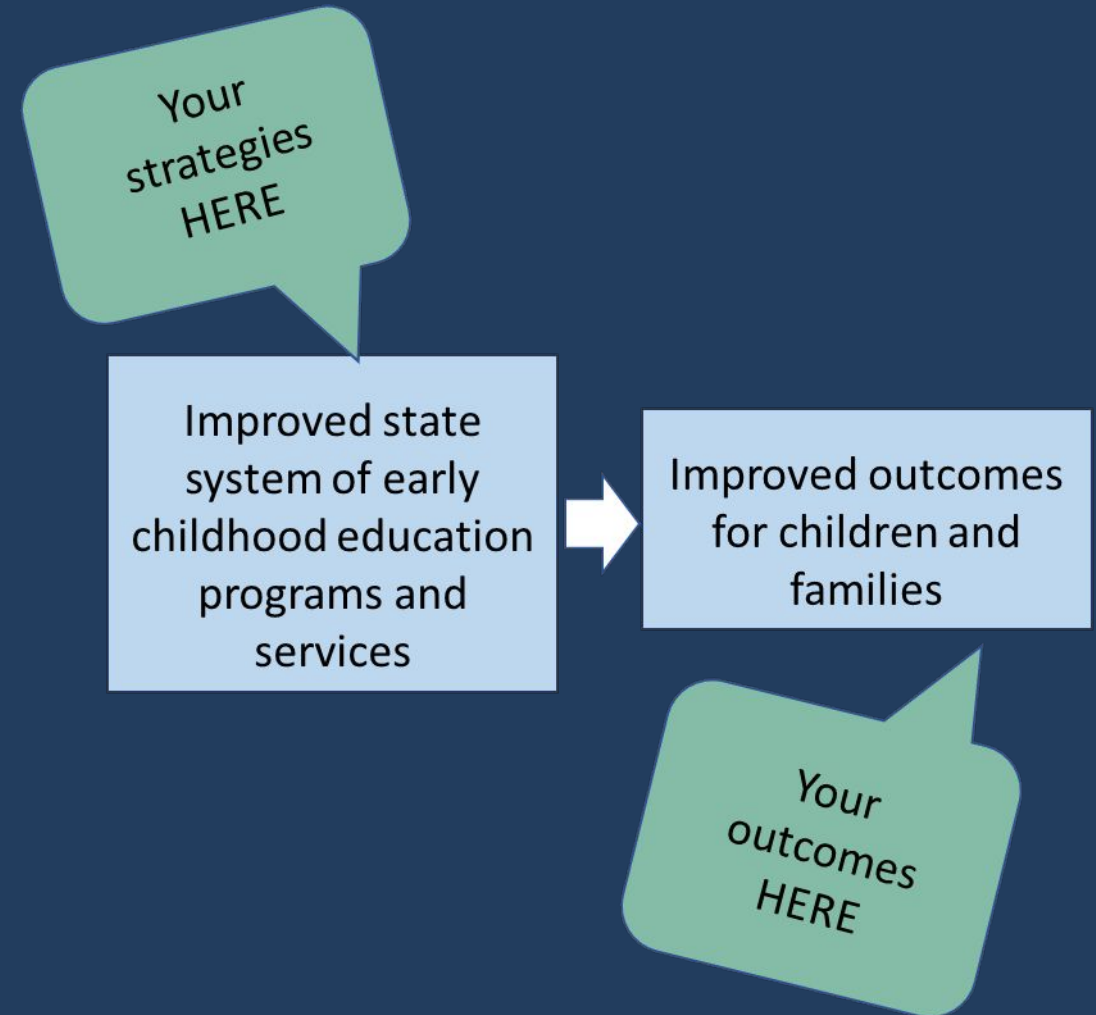 Your
strategies
HERE
Improved state
system of early
childhood education
programs and
services
Improved outcomes
for children and
families
Your
outcomes
HERE